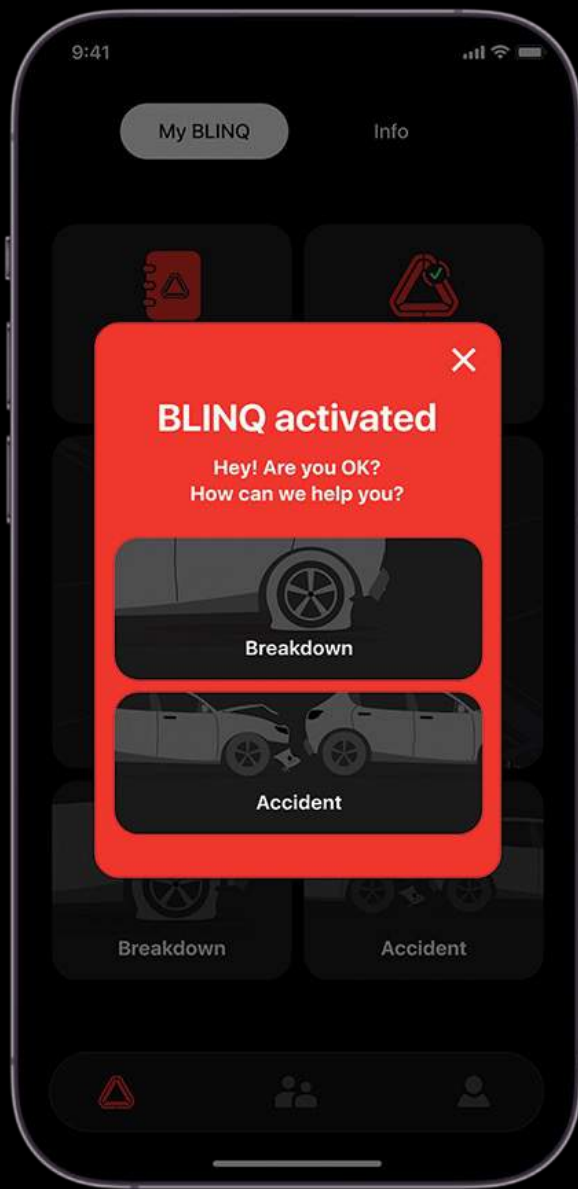 9:41
My BLINQ
Info
BLINQ activated
Hey! Are you OK?
How can we help you?
Breakdown
Accident
Breakdown
Accident